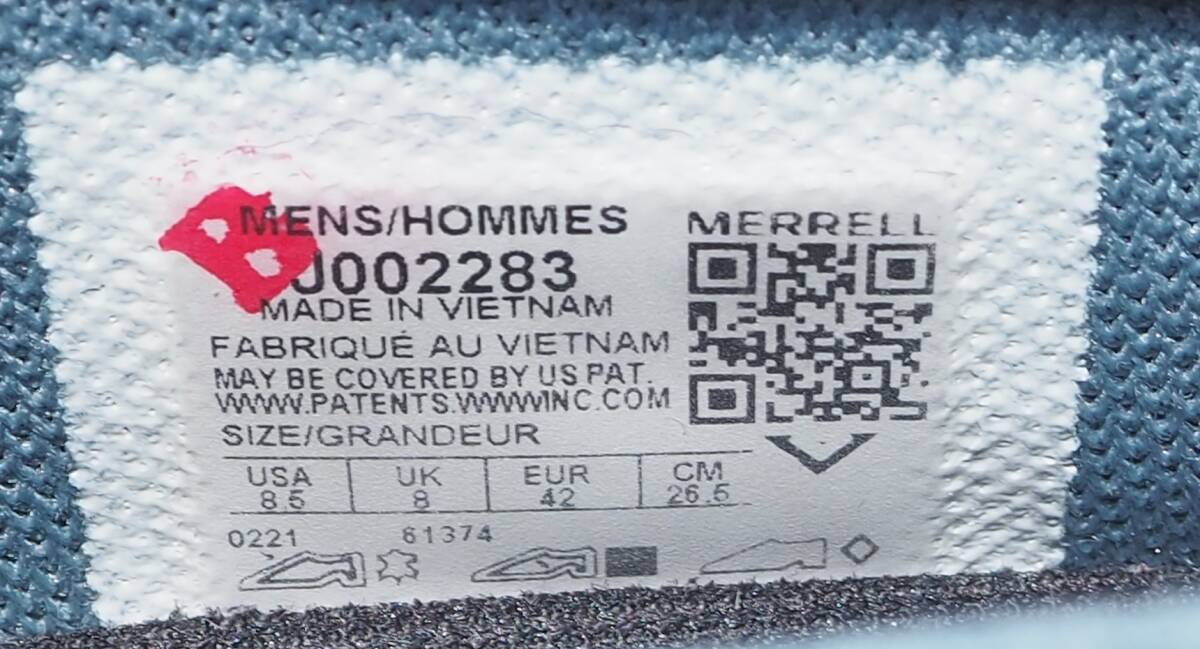 MENS/HOMMES
J002283
MADE IN VIETNAM
FABRIQUÉ AU VIETNAM
MAY BE COVERED BY US PAT.
WWW.PATENTS.WWWINC.COM
SIZE/GRANDEUR
USA UK EUR CM
8.5 8 42 26.5
0221 61374
MERRELL